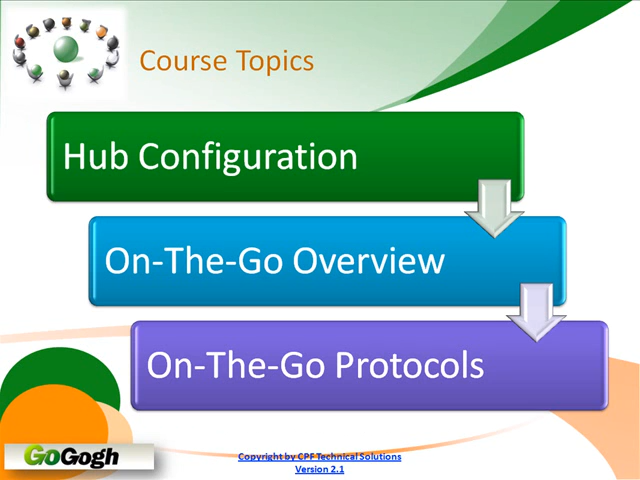 Course Topics
Hub Configuration
On-The-Go Overview
On-The-Go Protocols
GoGogh
Copyright by CPF Technical Solutions
Version 2.1